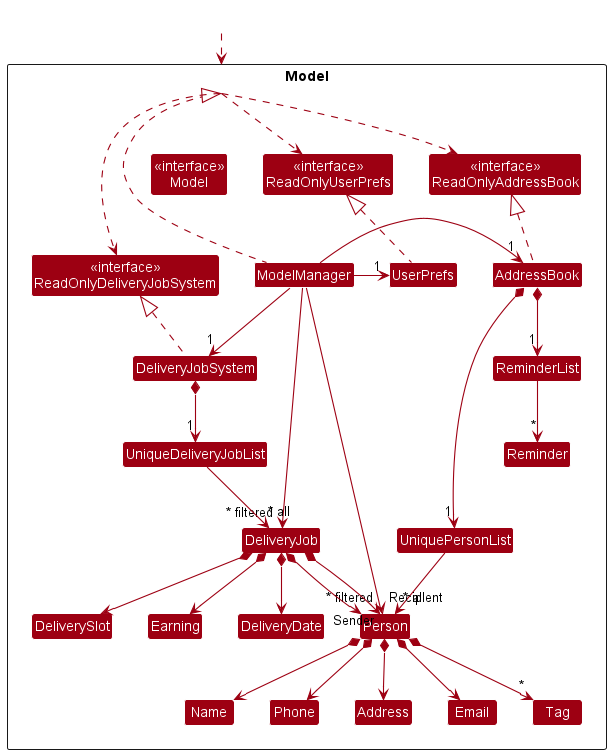 Model
«interface»
Model
«interface»
ReadOnlyUserPrefs
«interface»
ReadOnlyAddressBook
1
«interface»
ReadOnlyDeliveryJobSystem
ModelManager
1
UserPrefs
AddressBook
1
1
DeliveryJobSystem
ReminderList
1
*
UniqueDeliveryJobList
Reminder
* filtered
* all
1
DeliveryJob
UniquePersonList
* filtered
Sender
DeliverySlot
Earning
DeliveryDate
Person
*
Name
Phone
Address
Email
Tag